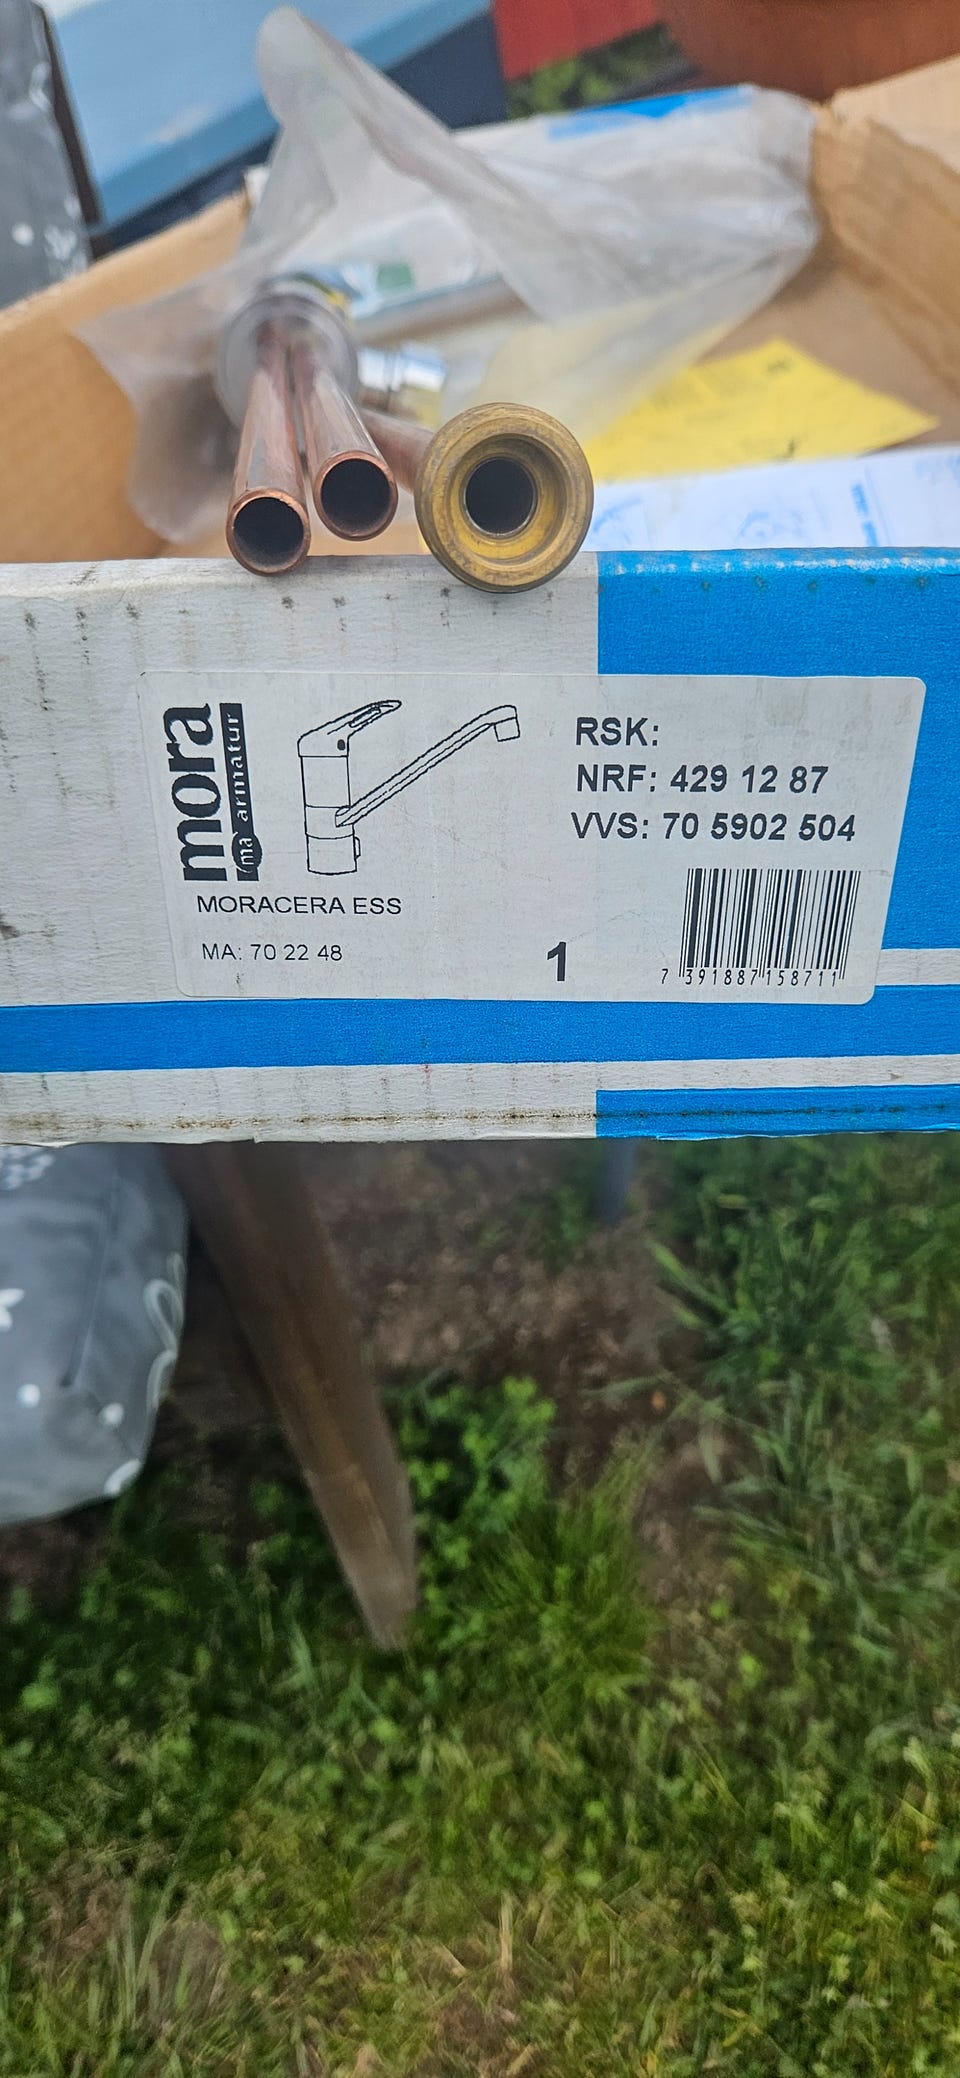 mora
ma armatur
RSK:
NRF: 429 12 87
VVS: 70 5902 504
MORACERA ESS
MA: 70 22 48
1
7 391887 158711